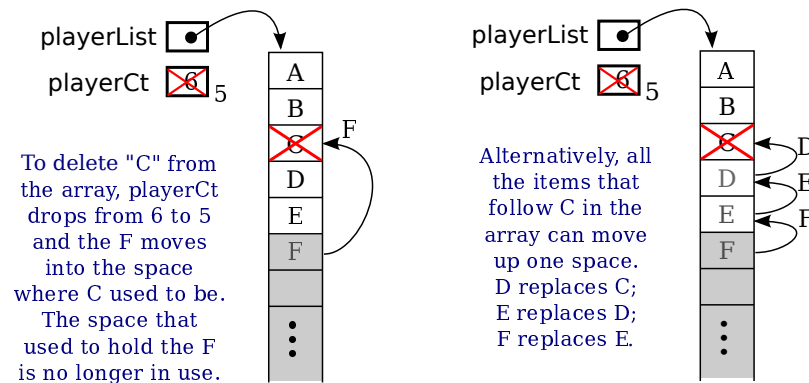 playerList
playerCt 6 5
A
B
C
D
E
F
F
To delete "C" from
the array, playerCt
drops from 6 to 5
and the F moves
into the space
where C used to be.
The space that
used to hold the F
is no longer in use.
playerList
playerCt 6 5
A
B
C
D
E
F
D
E
F
Alternatively, all
the items that
follow C in the
array can move
up one space.
D replaces C;
E replaces D;
F replaces E.